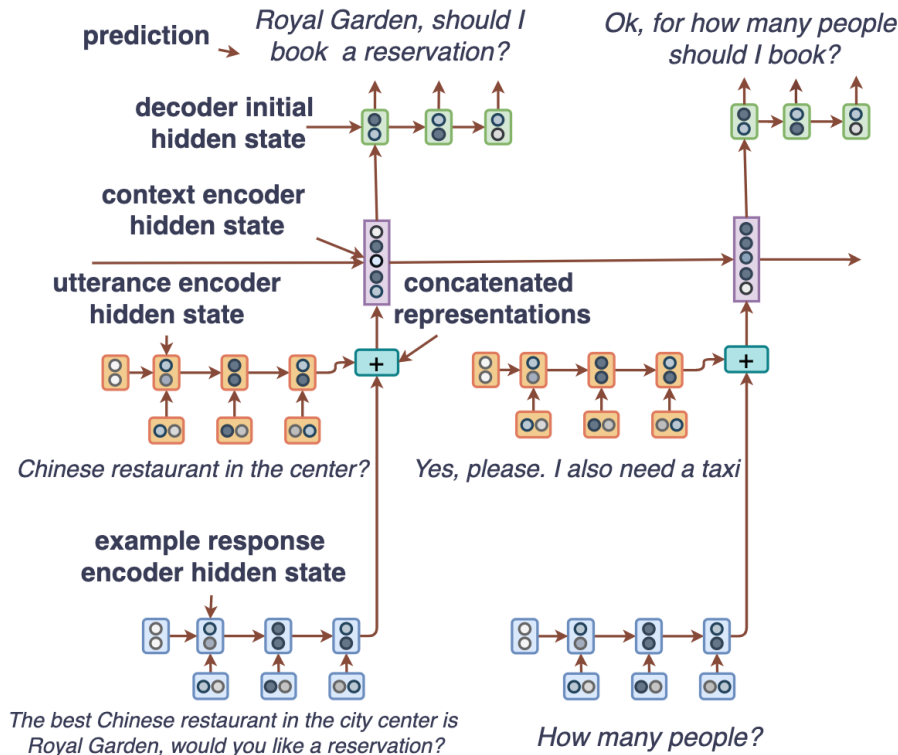 prediction
Royal Garden, should I
book a reservation?
Ok, for how many people
should I book?
decoder initial
hidden state
context encoder
hidden state
utterance encoder
hidden state
concatenated
representations
+
+
Chinese restaurant in the center?
Yes, please. I also need a taxi
example response
encoder hidden state
The best Chinese restaurant in the city center is
Royal Garden, would you like a reservation?
How many people?